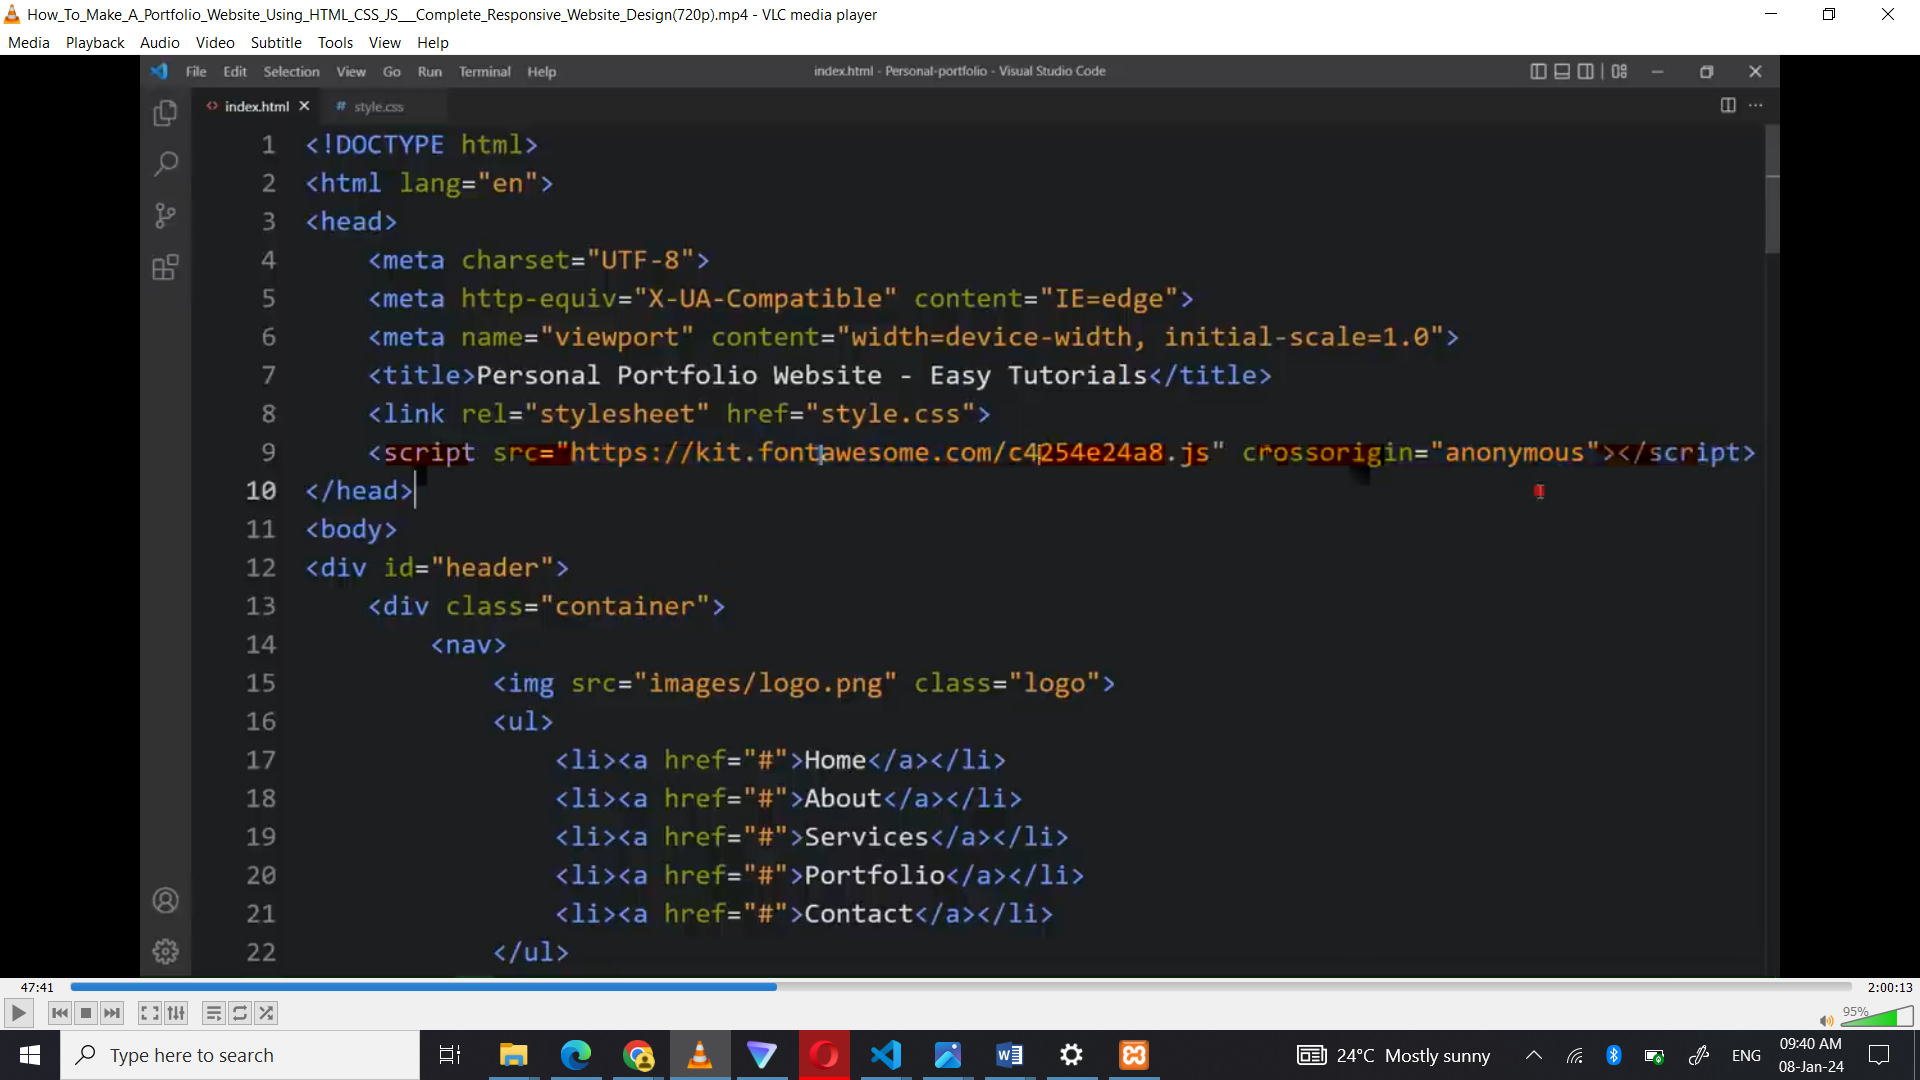 How_To_Make_A_Portfolio_Website_Using_HTML_CSS_JS___Complete_Responsive_Website_Design(720p).mp4 - VLC media player
Media Playback Audio Video Subtitle Tools View Help
File Edit Selection View Go Run Terminal Help index.html - Personal-portfolio - Visual Studio Code
<> index.html # style.css
1 <!DOCTYPE html>
2 <html lang="en">
3 <head>
4 <meta charset="UTF-8">
5 <meta http-equiv="X-UA-Compatible" content="IE=edge">
6 <meta name="viewport" content="width=device-width, initial-scale=1.0">
7 <title>Personal Portfolio Website - Easy Tutorials</title>
8 <link rel="stylesheet" href="style.css">
9 <script src="https://kit.fontawesome.com/c4254e24a8.js" crossorigin="anonymous"></script>
10 </head>
11 <body>
12 <div id="header">
13 <div class="container">
14 <nav>
15 <img src="images/logo.png" class="logo">
16 <ul>
17 <li><a href="#">Home</a></li>
18 <li><a href="#">About</a></li>
19 <li><a href="#">Services</a></li>
20 <li><a href="#">Portfolio</a></li>
21 <li><a href="#">Contact</a></li>
22 </ul>
47:41 2:00:13
95%
Type here to search 24°C Mostly sunny ENG 09:40 AM
08-Jan-24